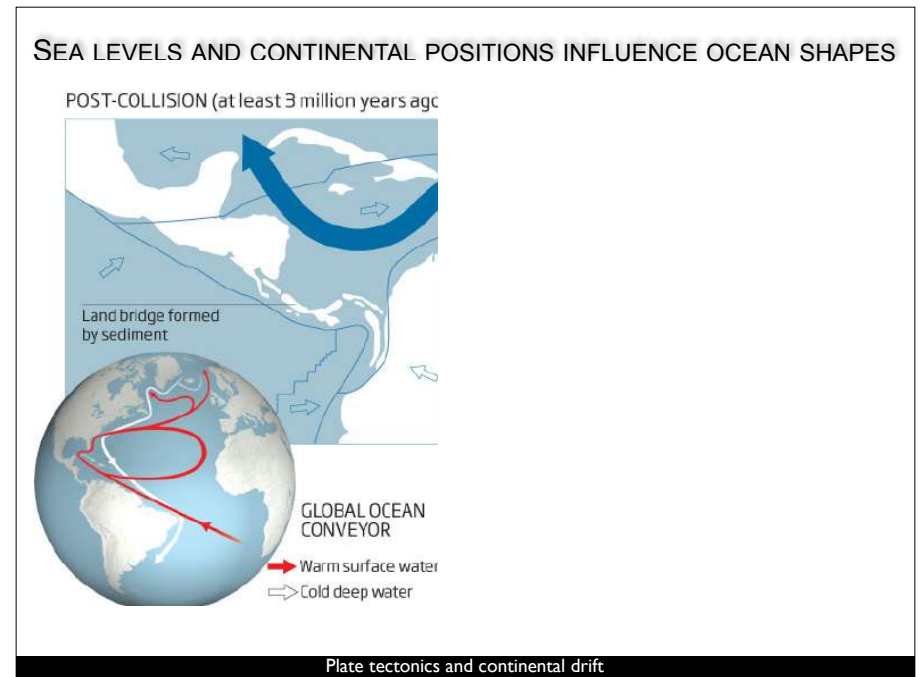 SEA LEVELS AND CONTINENTAL POSITIONS INFLUENCE OCEAN SHAPES
POST-COLLISION (at least 3 million years ago
Land bridge formed
by sediment
GLOBAL OCEAN
CONVEYOR
Warm surface water
Cold deep water
Plate tectonics and continental drift